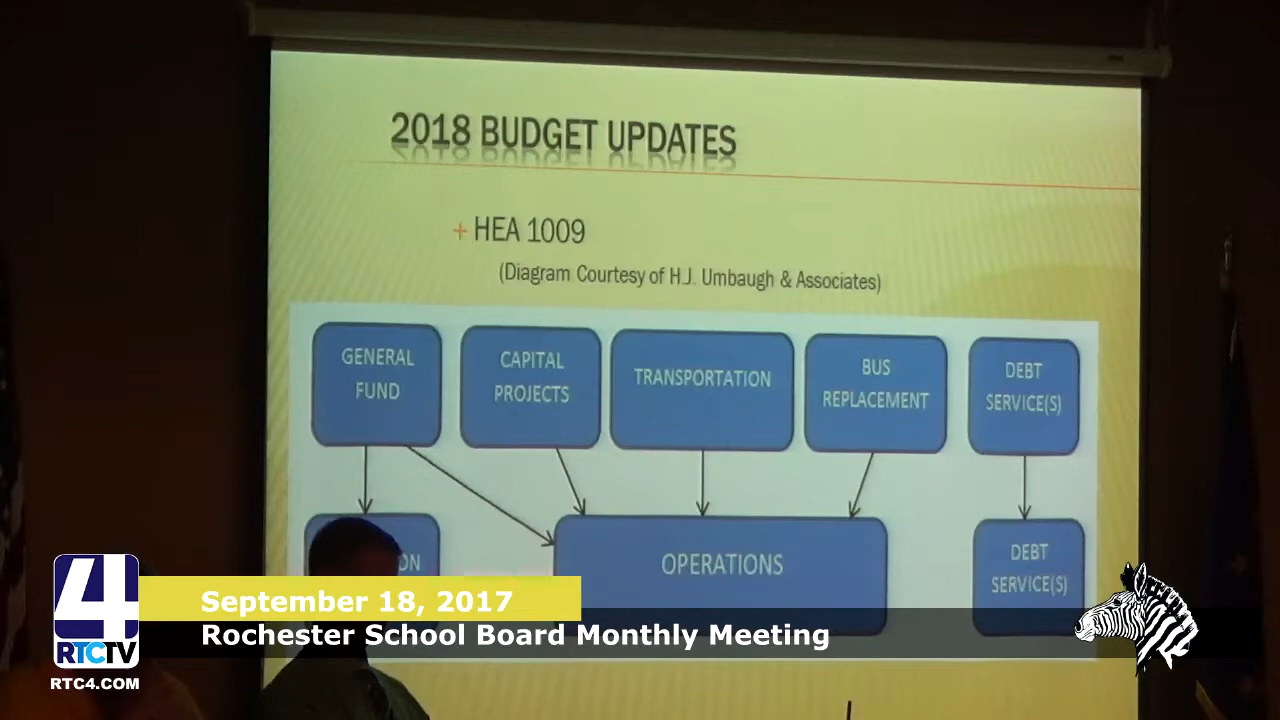 2018 BUDGET UPDATES
+ HEA 1009
(Diagram Courtesy of H.J. Umbaugh & Associates)
GENERAL
FUND
CAPITAL
PROJECTS
TRANSPORTATION
BUS
REPLACEMENT
DEBT
SERVICE(S)
OPERATIONS
DEBT
SERVICE(S)
4
RTCTV
RTC4.COM
September 18, 2017
Rochester School Board Monthly Meeting